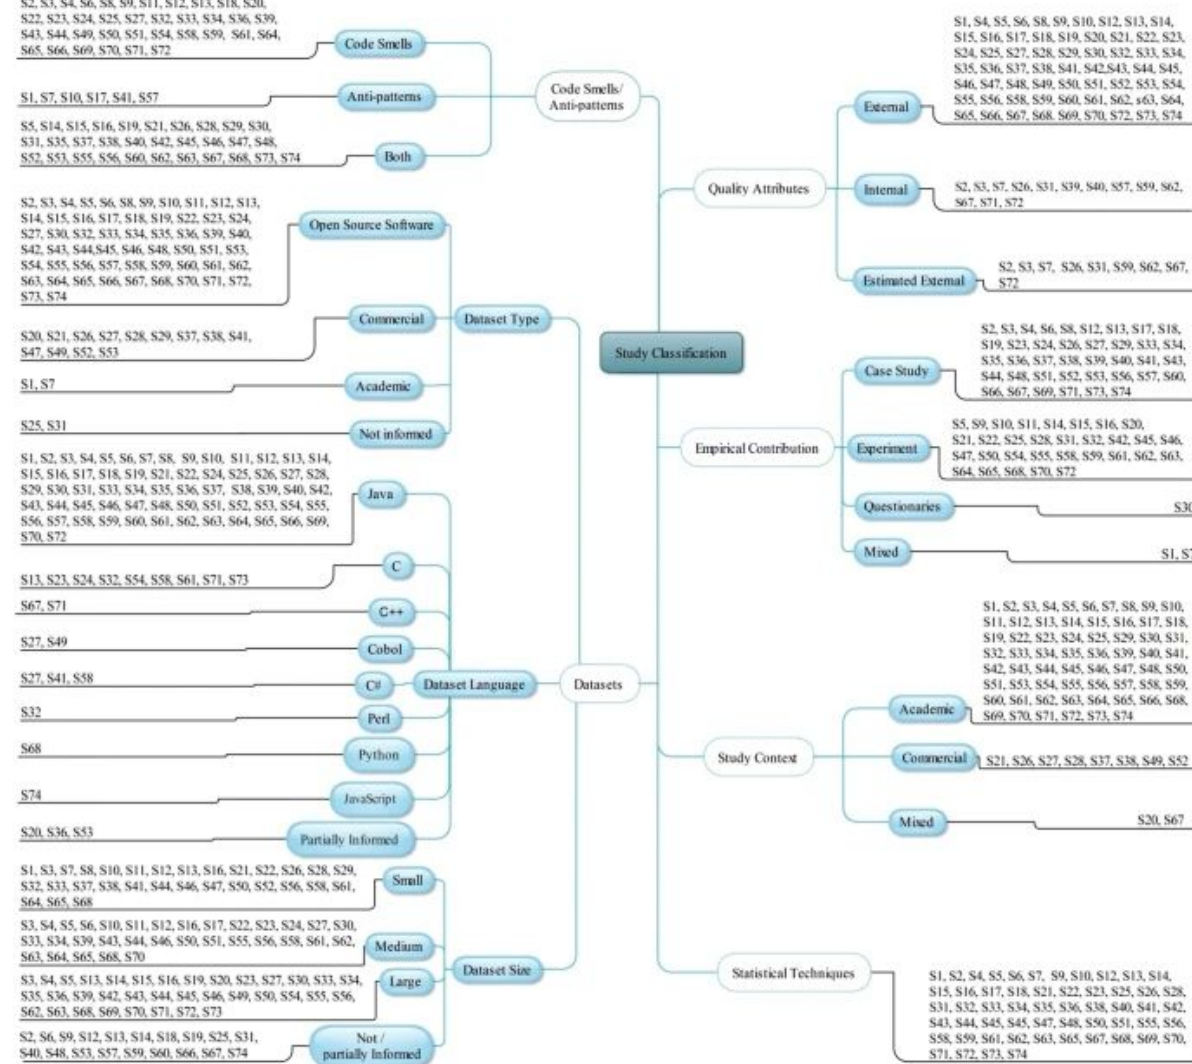 S2, S3, S4, S6, S8, S9, S11, S12, S13, S18, S20,
S22, S23, S24, S25, S27, S32, S33, S34, S36, S39,
S43, S44, S49, S50, S51, S54, S58, S59, S61, S64,
S65, S66, S69, S70, S71, S72
Code Smells
S1, S7, S10, S17, S41, S57
Anti-patterns
S5, S14, S15, S16, S19, S21, S26, S28, S29, S30,
S31, S35, S37, S38, S40, S42, S45, S46, S47, S48,
S52, S53, S55, S56, S60, S62, S63, S67, S68, S73, S74
Both
Code Smells/
Anti-patterns
S2, S3, S4, S5, S6, S8, S9, S10, S11, S12, S13,
S14, S15, S16, S17, S18, S19, S22, S23, S24,
S27, S30, S32, S33, S34, S35, S36, S39, S40,
S42, S43, S44,S45, S46, S48, S50, S51, S53,
S54, S55, S56, S57, S58, S59, S60, S61, S62,
S63, S64, S65, S66, S67, S68, S70, S71, S72,
S73, S74
Open Source Software
S20, S21, S26, S27, S28, S29, S37, S38, S41,
S47, S49, S52, S53
Commercial
Dataset Type
S1, S7
Academic
S25, S31
Not informed
S1, S2, S3, S4, S5, S6, S7, S8, S9, S10, S11, S12, S13, S14,
S15, S16, S17, S18, S19, S21, S22, S24, S25, S26, S27, S28,
S29, S30, S31, S33, S34, S35, S36, S37, S38, S39, S40, S42,
S43, S44, S45, S46, S47, S48, S50, S51, S52, S53, S54, S55,
S56, S57, S58, S59, S60, S61, S62, S63, S64, S65, S66, S69,
S70, S72
Java
S13, S23, S24, S32, S54, S58, S61, S71, S73
C
S67, S71
C++
S27, S49
Cobol
S27, S41, S58
C#
Dataset Language
Datasets
S32
Perl
S68
Python
S74
JavaScript
S20, S36, S53
Partially Informed
S1, S3, S7, S8, S10, S11, S12, S13, S16, S21, S22, S26, S28, S29,
S32, S33, S37, S38, S41, S44, S46, S47, S50, S52, S56, S58, S61,
S64, S65, S68
Small
S3, S4, S5, S6, S10, S11, S12, S16, S17, S22, S23, S24, S27, S30,
S33, S34, S39, S43, S44, S46, S50, S51, S55, S56, S58, S61, S62,
S63, S64, S65, S68, S70
Medium
S3, S4, S5, S13, S14, S15, S16, S19, S20, S23, S27, S30, S33, S34,
S35, S36, S39, S42, S43, S44, S45, S46, S49, S50, S54, S55, S56,
S62, S63, S68, S69, S70, S71, S72, S73
Large
Dataset Size
S2, S6, S9, S12, S13, S14, S18, S19, S25, S31,
S40, S48, S53, S57, S59, S60, S66, S67, S74
Not /
partially Informed
Study Classification
Quality Attributes
External
S1, S4, S5, S6, S8, S9, S10, S12, S13, S14,
S15, S16, S17, S18, S19, S20, S21, S22, S23,
S24, S25, S27, S28, S29, S30, S32, S33, S34,
S35, S36, S37, S38, S41, S42,S43, S44, S45,
S46, S47, S48, S49, S50, S51, S52, S53, S54,
S55, S56, S58, S59, S60, S61, S62, s63, S64,
S65, S66, S67, S68. S69, S70, S72, S73, S74
Internal
S2, S3, S7, S26, S31, S39, S40, S57, S59, S62,
S67, S71, S72
Estimated External
S2, S3, S7, S26, S31, S59, S62, S67,
S72
Empirical Contribution
Case Study
S2, S3, S4, S6, S8, S12, S13, S17, S18,
S19, S23, S24, S26, S27, S29, S33, S34,
S35, S36, S37, S38, S39, S40, S41, S43,
S44, S48, S51, S52, S53, S56, S57, S60,
S66, S67, S69, S71, S73, S74
Experiment
S5, S9, S10, S11, S14, S15, S16, S20,
S21, S22, S25, S28, S31, S32, S42, S45, S46,
S47, S50, S54, S55, S58, S59, S61, S62, S63,
S64, S65, S68, S70, S72
Questionaries
S30
Mixed
S1, S7
Study Context
Academic
S1, S2, S3, S4, S5, S6, S7, S8, S9, S10,
S11, S12, S13, S14, S15, S16, S17, S18,
S19, S22, S23, S24, S25, S29, S30, S31,
S32, S33, S34, S35, S36, S39, S40, S41,
S42, S43, S44, S45, S46, S47, S48, S50,
S51, S53, S54, S55, S56, S57, S58, S59,
S60, S61, S62, S63, S64, S65, S66, S68,
S69, S70, S71, S72, S73, S74
Commercial
S21, S26, S27, S28, S37, S38, S49, S52
Mixed
S20, S67
Statistical Techniques
S1, S2, S4, S5, S6, S7, S9, S10, S12, S13, S14,
S15, S16, S17, S18, S21, S22, S23, S25, S26, S28,
S31, S32, S33, S34, S35, S36, S38, S40, S41, S42,
S43, S44, S45, S45, S47, S48, S50, S51, S55, S56,
S58, S59, S61, S62, S63, S65, S67, S68, S69, S70,
S71, S72, S73, S74